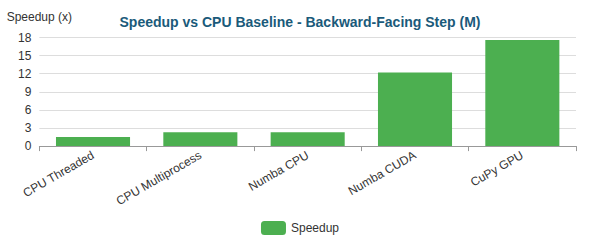 Speedup (x)
Speedup vs CPU Baseline - Backward-Facing Step (M)
18
15
12
9
6
3
0
CPU Threaded
CPU Multiprocess
Numba CPU
Numba CUDA
CuPy GPU
Speedup